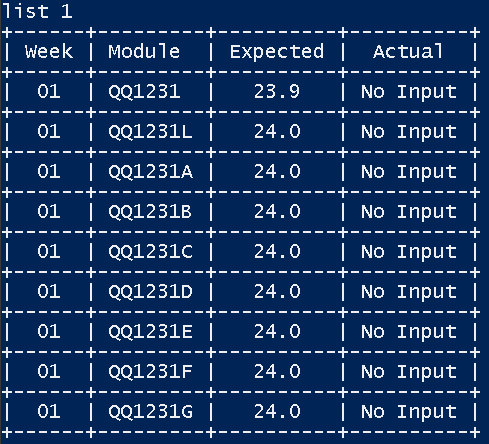 list 1
+------+---------+----------+----------+
| Week | Module | Expected | Actual |
+------+---------+----------+----------+
| 01 | QQ1231 | 23.9 | No Input |
+------+---------+----------+----------+
| 01 | QQ1231L | 24.0 | No Input |
+------+---------+----------+----------+
| 01 | QQ1231A | 24.0 | No Input |
+------+---------+----------+----------+
| 01 | QQ1231B | 24.0 | No Input |
+------+---------+----------+----------+
| 01 | QQ1231C | 24.0 | No Input |
+------+---------+----------+----------+
| 01 | QQ1231D | 24.0 | No Input |
+------+---------+----------+----------+
| 01 | QQ1231E | 24.0 | No Input |
+------+---------+----------+----------+
| 01 | QQ1231F | 24.0 | No Input |
+------+---------+----------+----------+
| 01 | QQ1231G | 24.0 | No Input |
+------+---------+----------+----------+